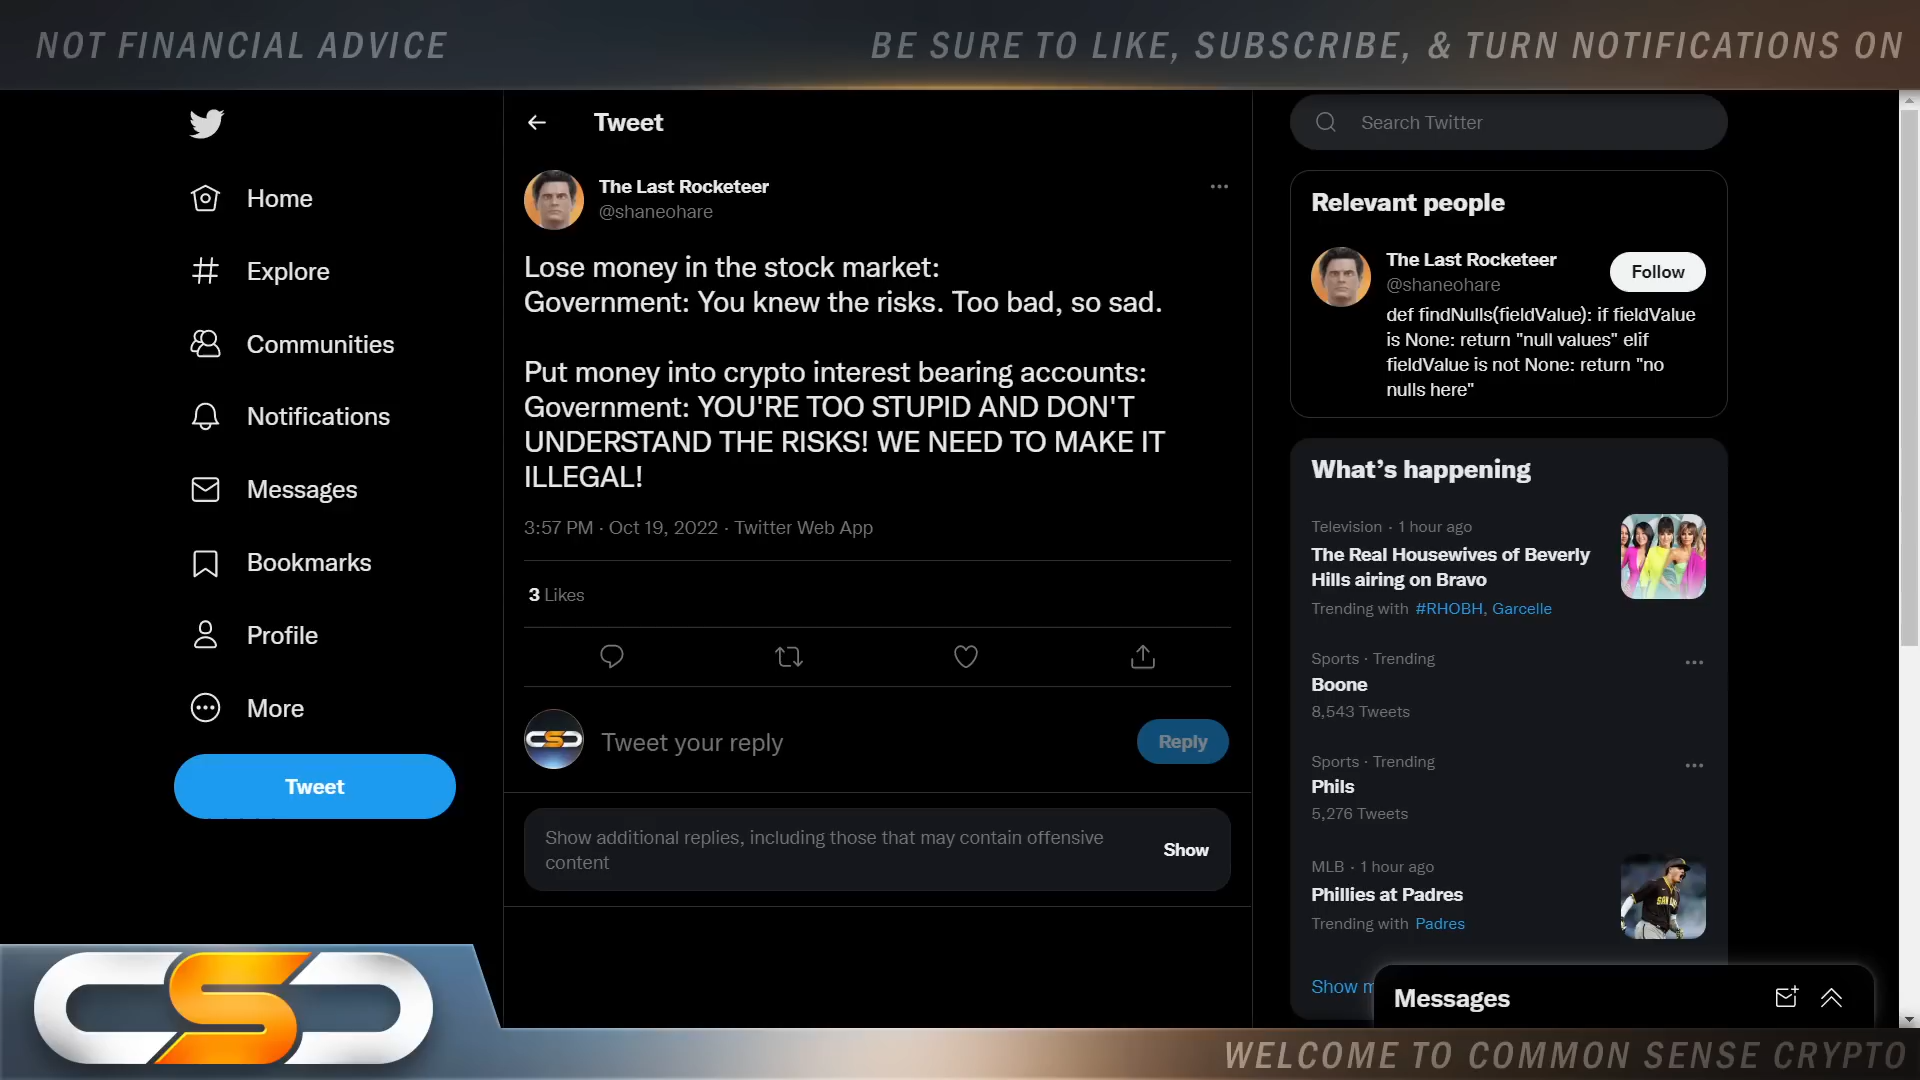 NOT FINANCIAL ADVICE
BE SURE TO LIKE, SUBSCRIBE, & TURN NOTIFICATIONS ON
Home
Explore
Communities
Notifications
Messages
Bookmarks
Profile
More
Tweet
Tweet
The Last Rocketeer
@shaneohare
Lose money in the stock market:
Government: You knew the risks. Too bad, so sad.
Put money into crypto interest bearing accounts:
Government: YOU'RE TOO STUPID AND DON'T
UNDERSTAND THE RISKS! WE NEED TO MAKE IT
ILLEGAL!
3:57 PM · Oct 19, 2022 · Twitter Web App
3 Likes
Tweet your reply
Reply
Show additional replies, including those that may contain offensive
content
Show
Search Twitter
Relevant people
The Last Rocketeer
@shaneohare
Follow
def findNulls(fieldValue): if fieldValue
is None: return "null values" elif
fieldValue is not None: return "no
nulls here"
What's happening
Television · 1 hour ago
The Real Housewives of Beverly
Hills airing on Bravo
Trending with #RHOBH, Garcelle
Sports · Trending
Boone
8,543 Tweets
Sports · Trending
Phils
5,276 Tweets
MLB · 1 hour ago
Phillies at Padres
Trending with Padres
Show m
Messages
CSC
WELCOME TO COMMON SENSE CRYPTO